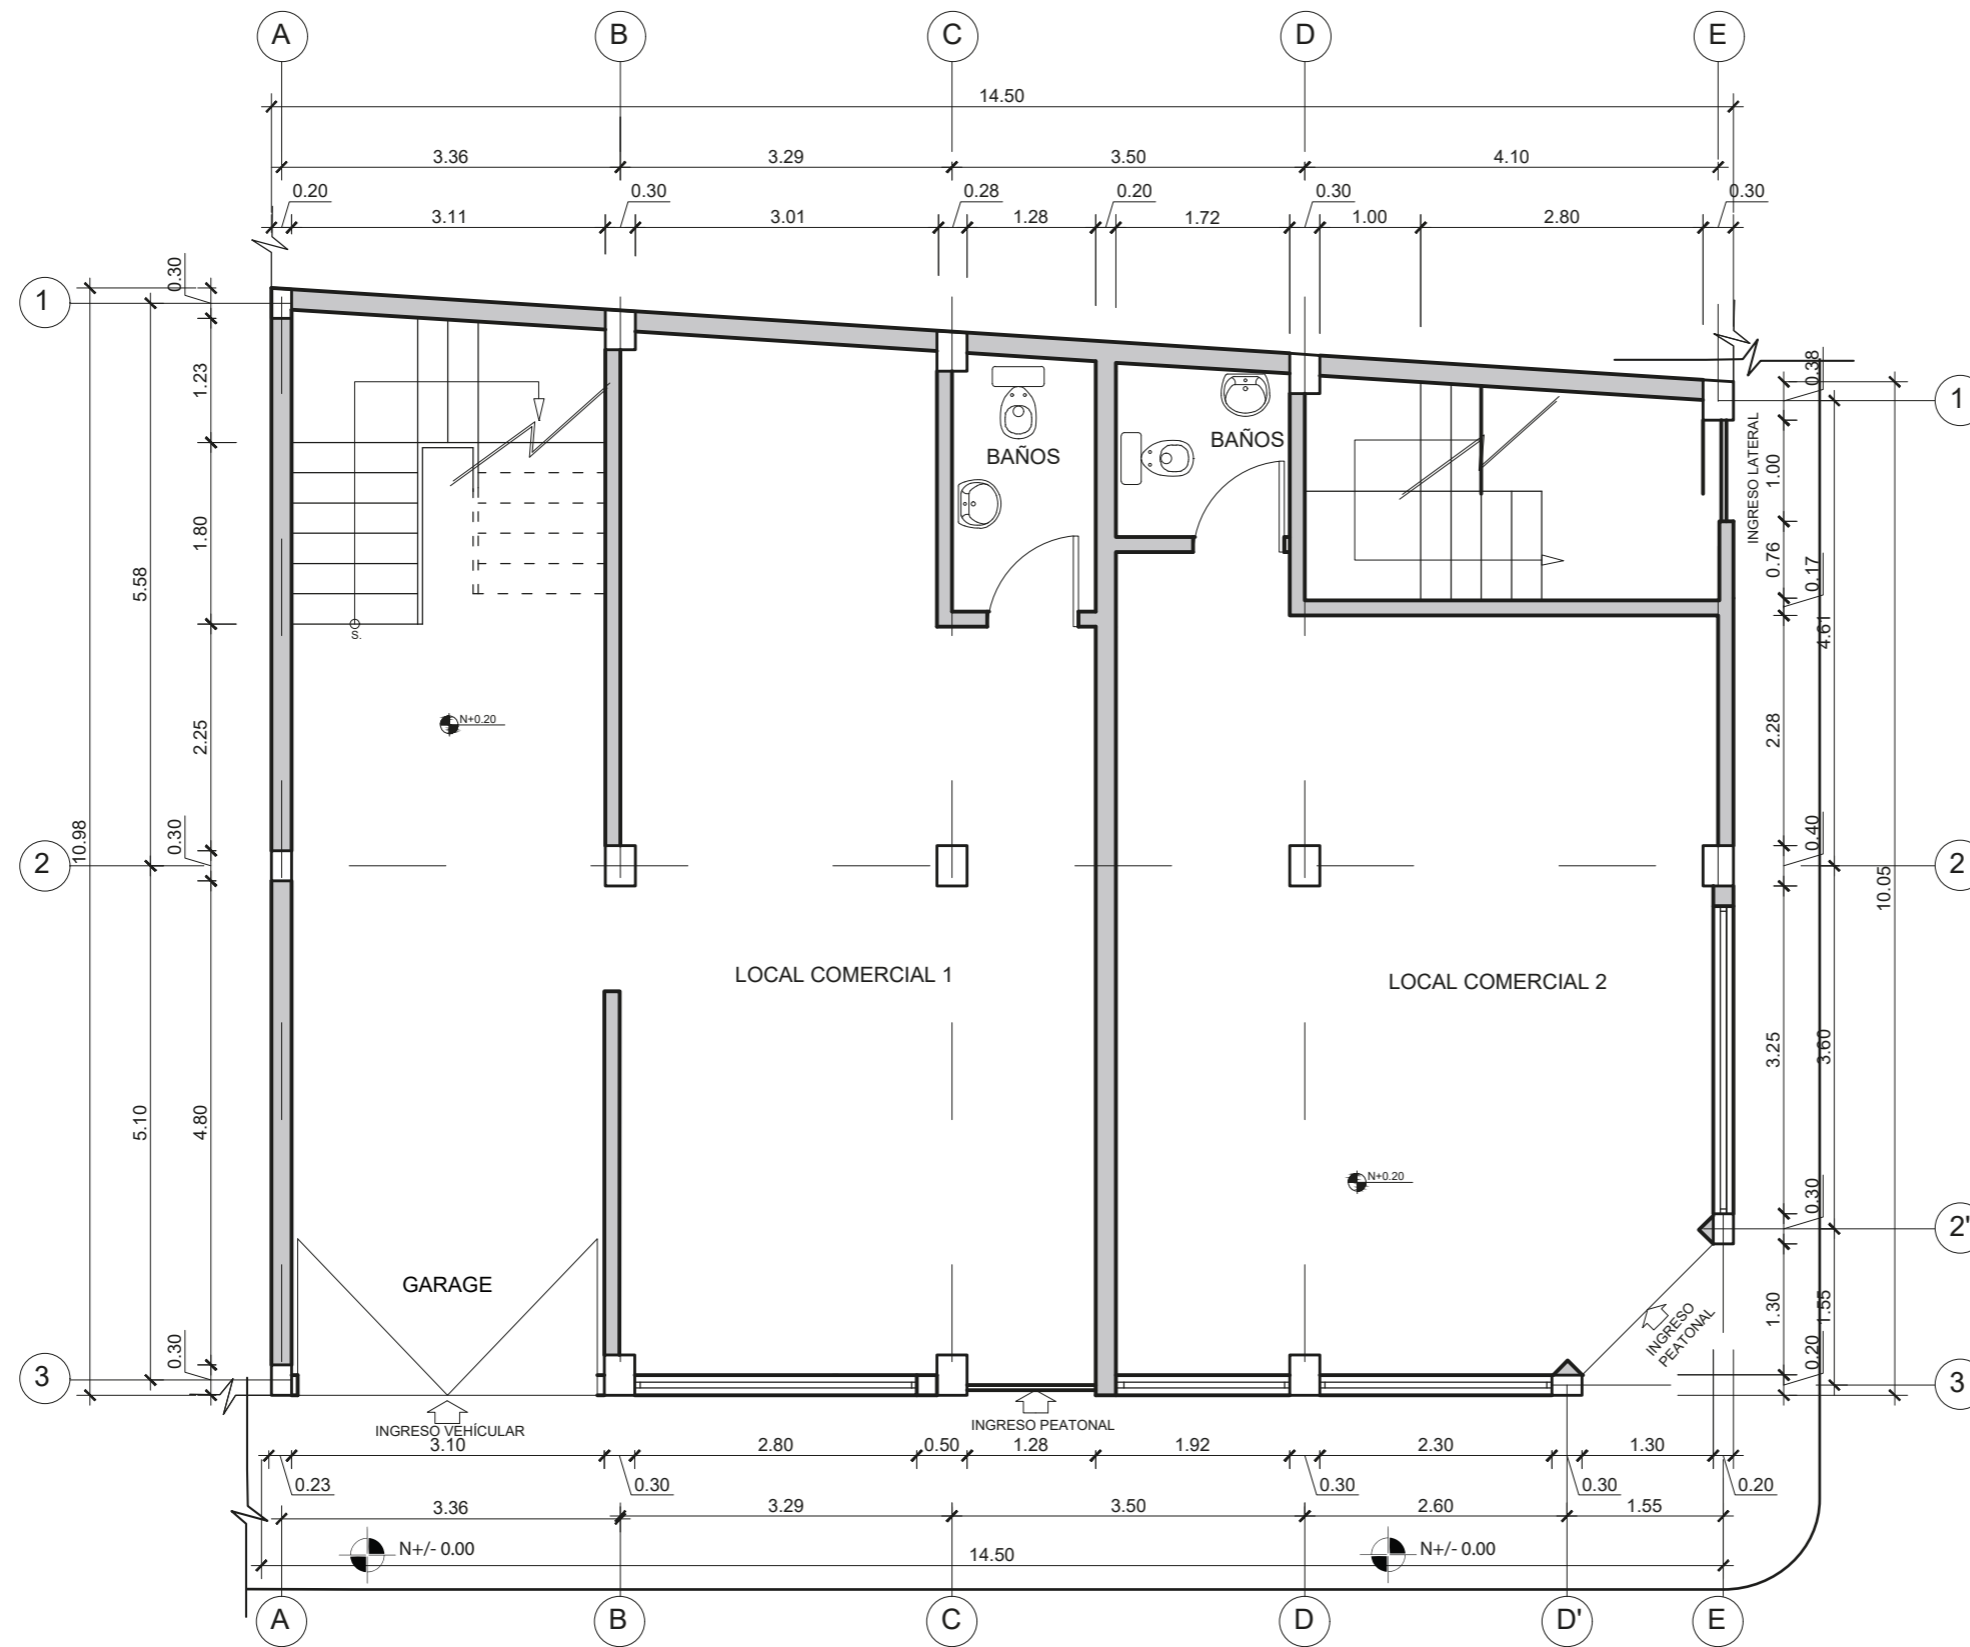 A B C D E
14.50
3.36 3.29 3.50 4.10
0.20 0.30 0.28 0.20 0.30 0.30
3.11 3.01 1.28 1.72 1.00 2.80
1
0.30
0.38
1
1.23
INGRESO LATERAL
1.00
BAÑOS
BAÑOS
1.80
0.76
0.17
5.58
4.61
S.
N+0.20
2.25
2.28
0.30
0.40
10.98
10.05
2
2
LOCAL COMERCIAL 1
LOCAL COMERCIAL 2
3.25
3.60
5.10
4.80
N+0.20
0.30
2'
GARAGE
1.30
1.55
INGRESO
PEATONAL
0.30
0.20
3
3
INGRESO VEHÍCULAR
INGRESO PEATONAL
3.10 2.80 0.50 1.28 1.92 2.30 1.30
0.23 0.30 0.30 0.30 0.20
3.36 3.29 3.50 2.60 1.55
N+/- 0.00
N+/- 0.00
14.50
A B C D D' E